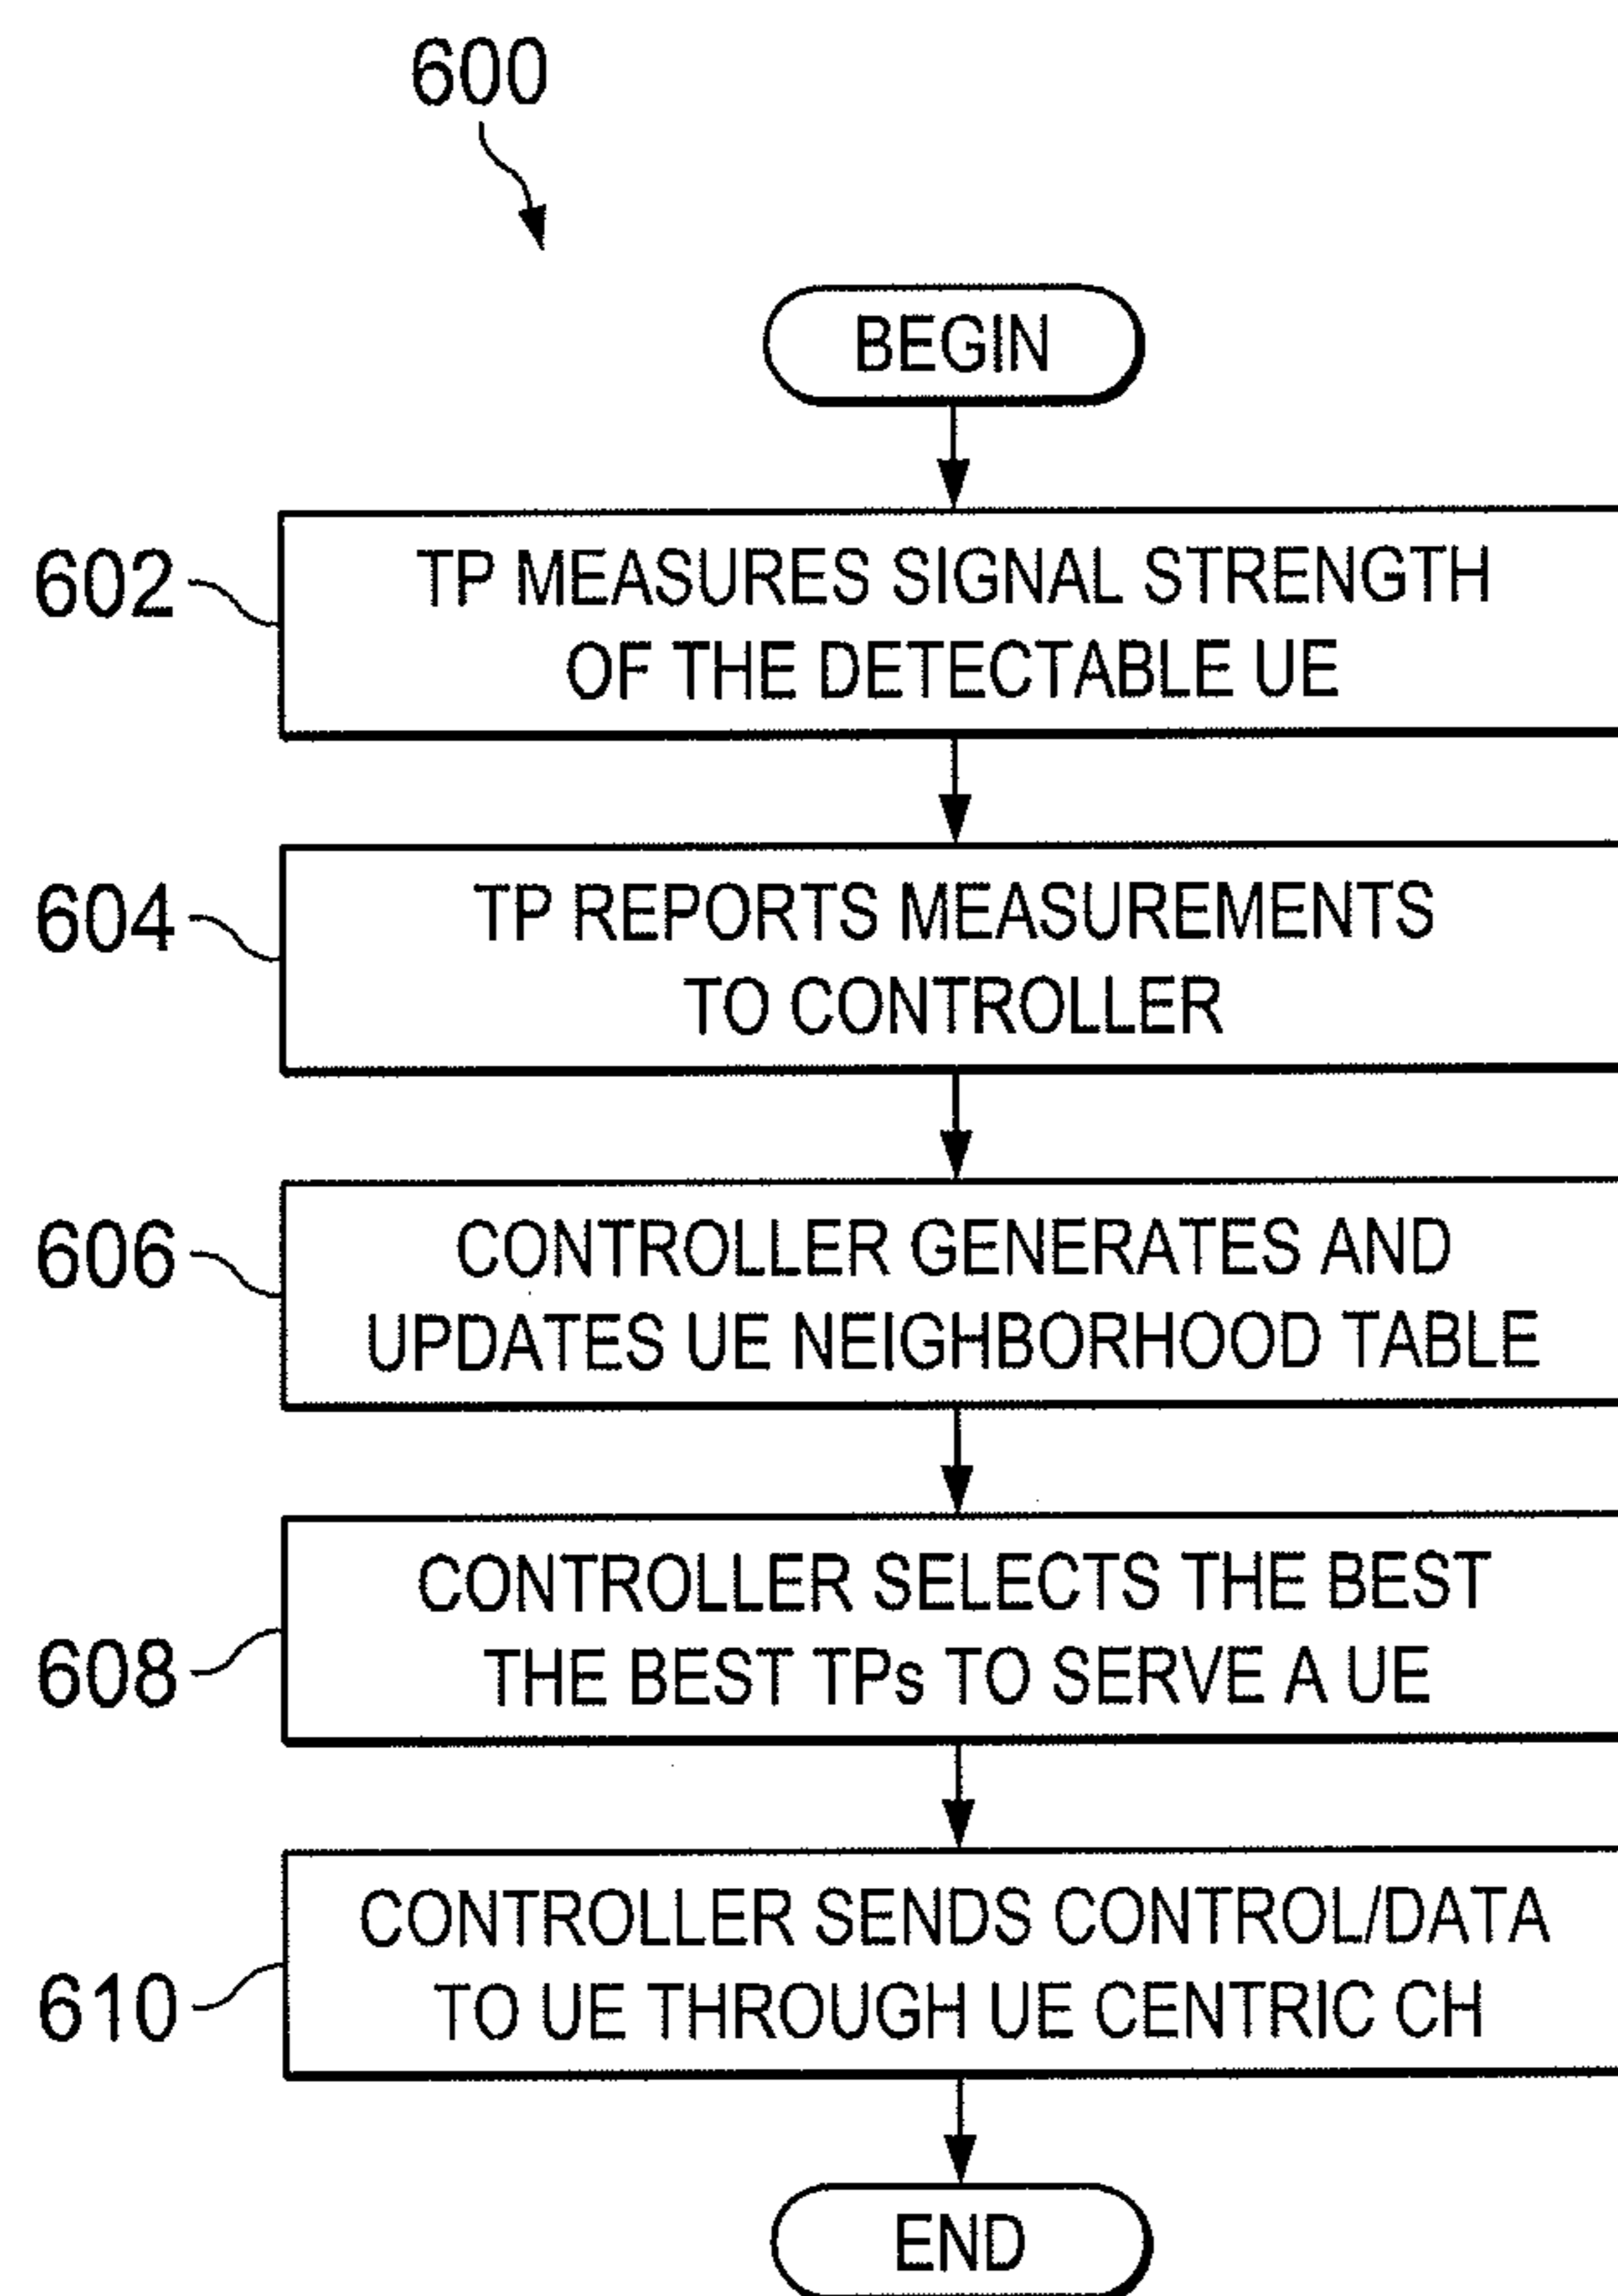 600
BEGIN
602
TP MEASURES SIGNAL STRENGTH
OF THE DETECTABLE UE
604
TP REPORTS MEASUREMENTS
TO CONTROLLER
606
CONTROLLER GENERATES AND
UPDATES UE NEIGHBORHOOD TABLE
608
CONTROLLER SELECTS THE BEST
THE BEST TPs TO SERVE A UE
610
CONTROLLER SENDS CONTROL/DATA
TO UE THROUGH UE CENTRIC CH
END